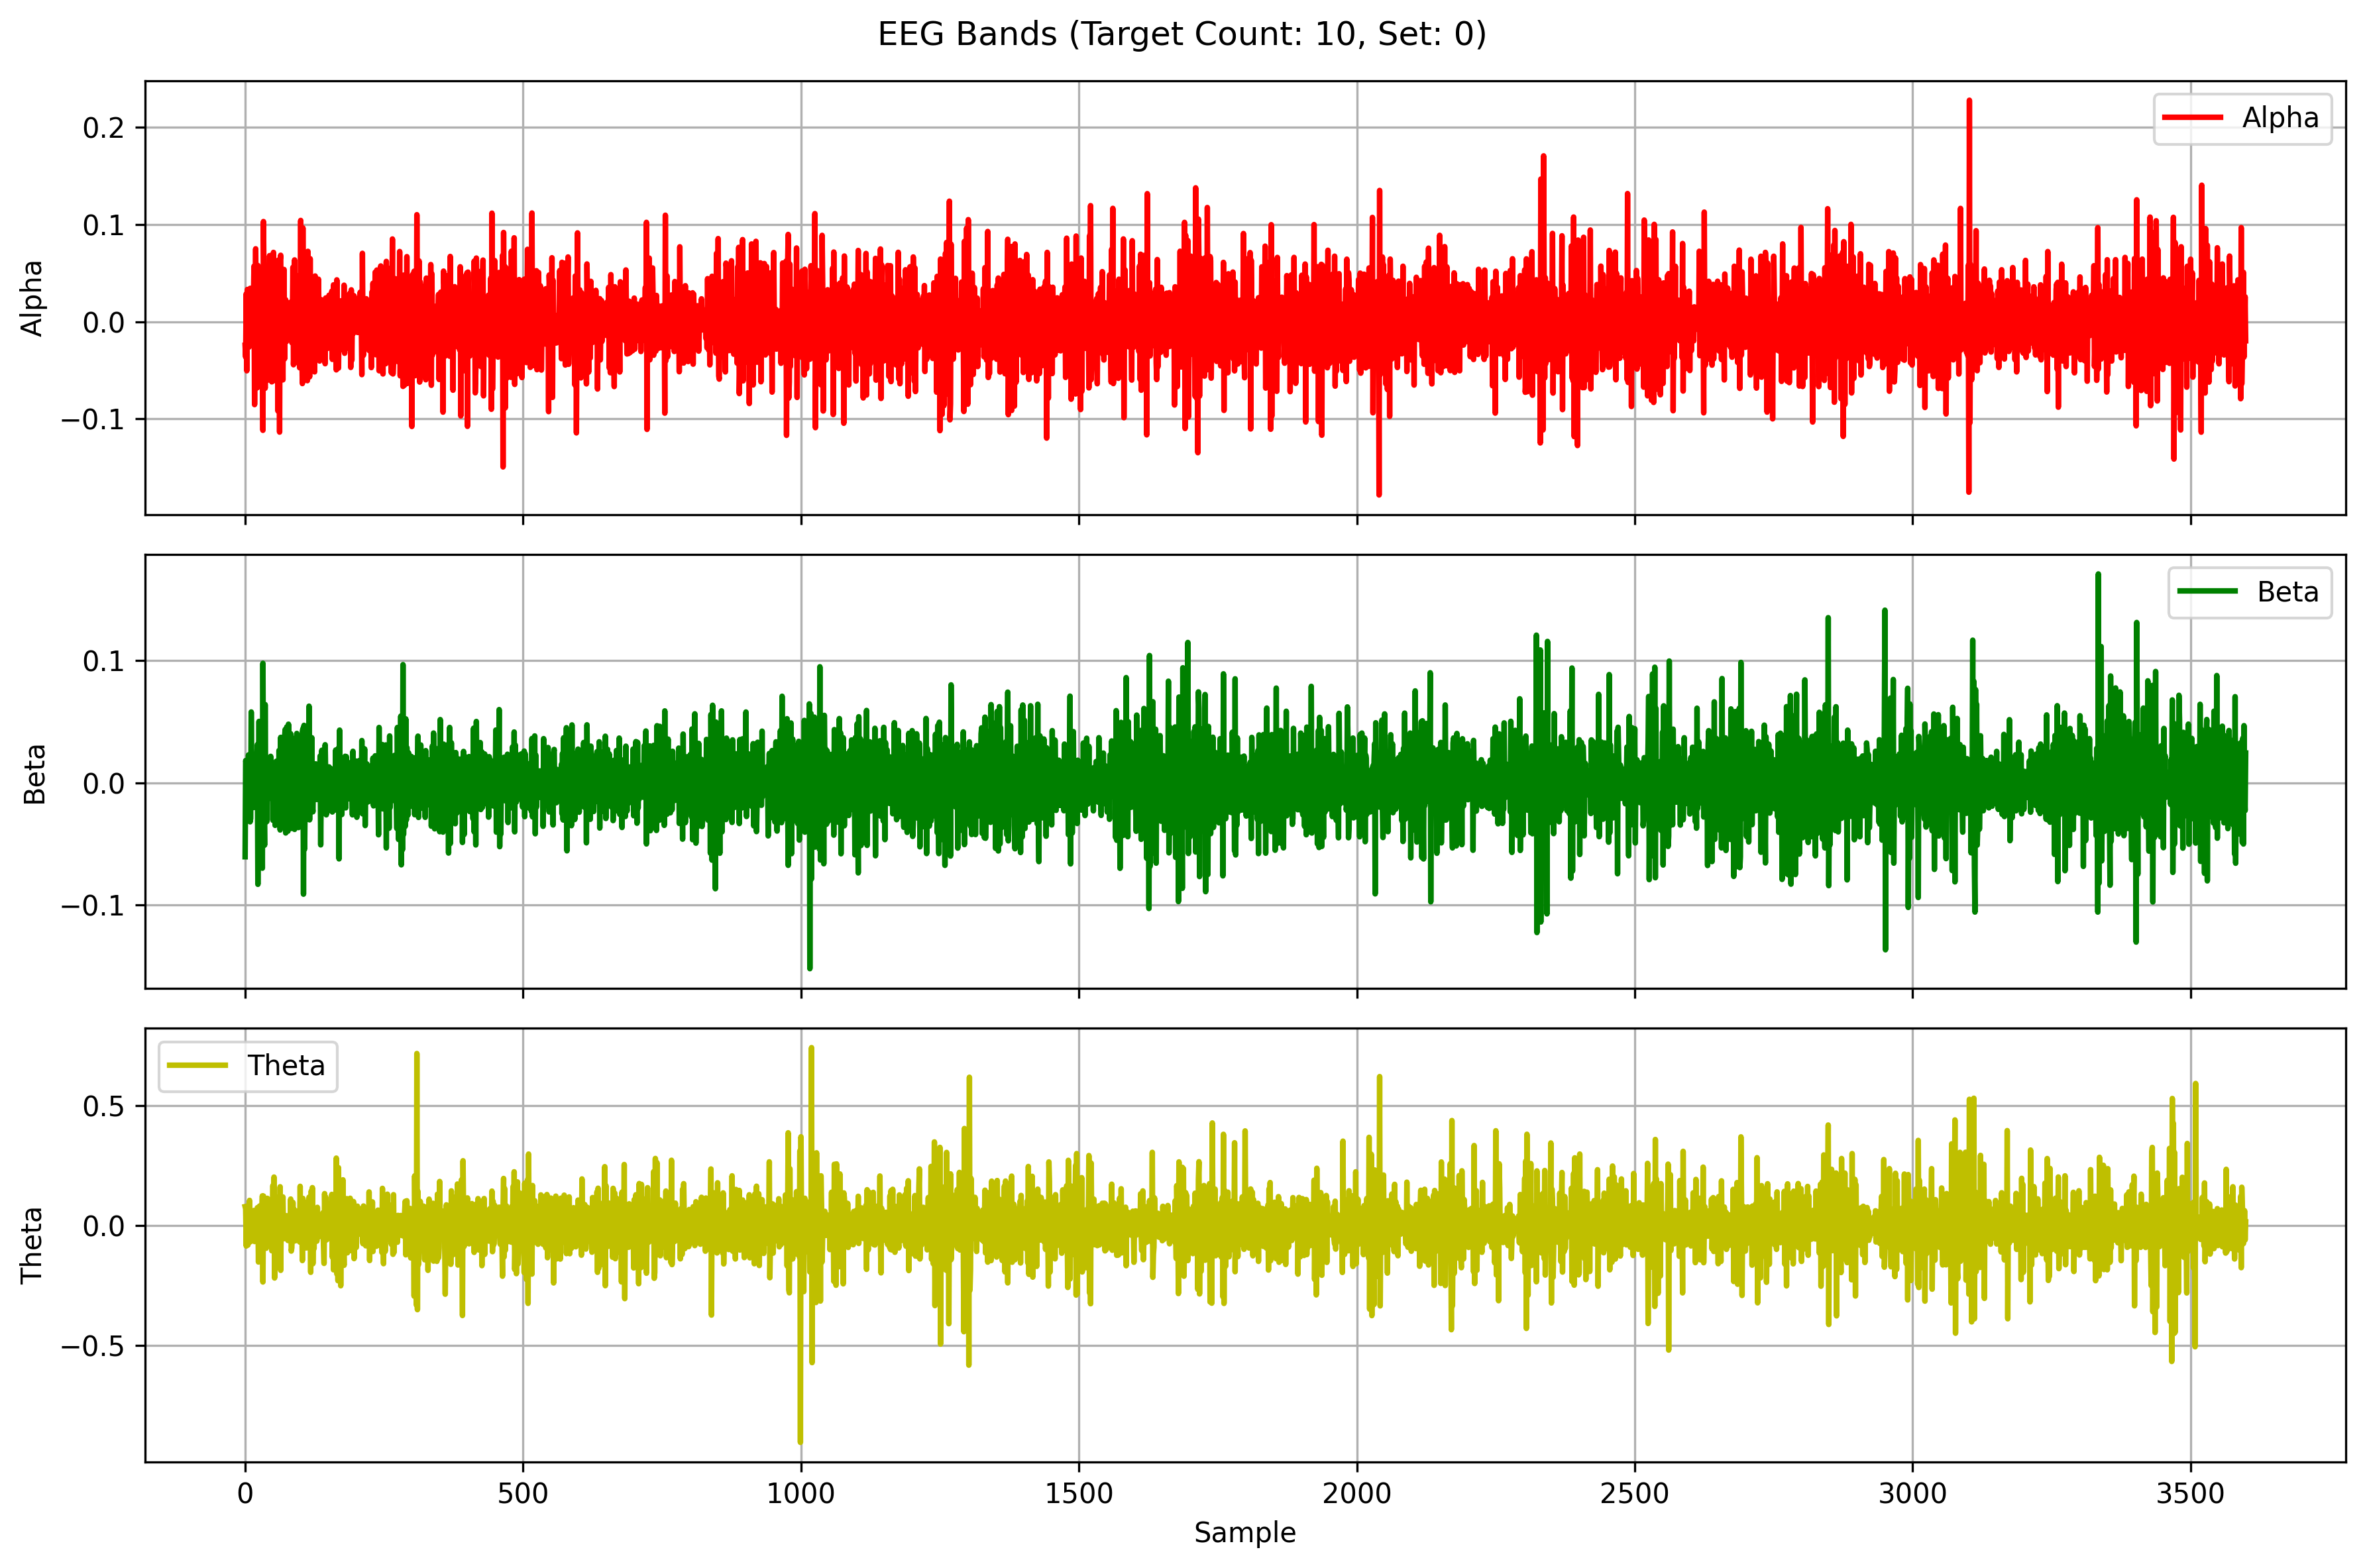 EEG Bands (Target Count: 10, Set: 0)
Alpha
0.2
0.1
0.0
−0.1
Alpha
Beta
0.1
0.0
−0.1
Beta
Theta
0.5
0.0
−0.5
Theta
0 500 1000 1500 2000 2500 3000 3500
Sample